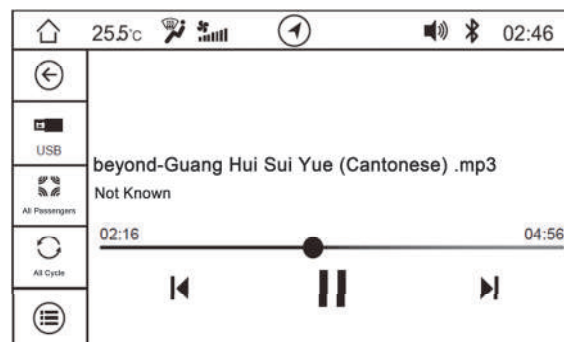 25.5°c
02:46
USB
beyond-Guang Hui Sui Yue (Cantonese) .mp3
Not Known
All Passengers
02:16
04:56
All Cycle